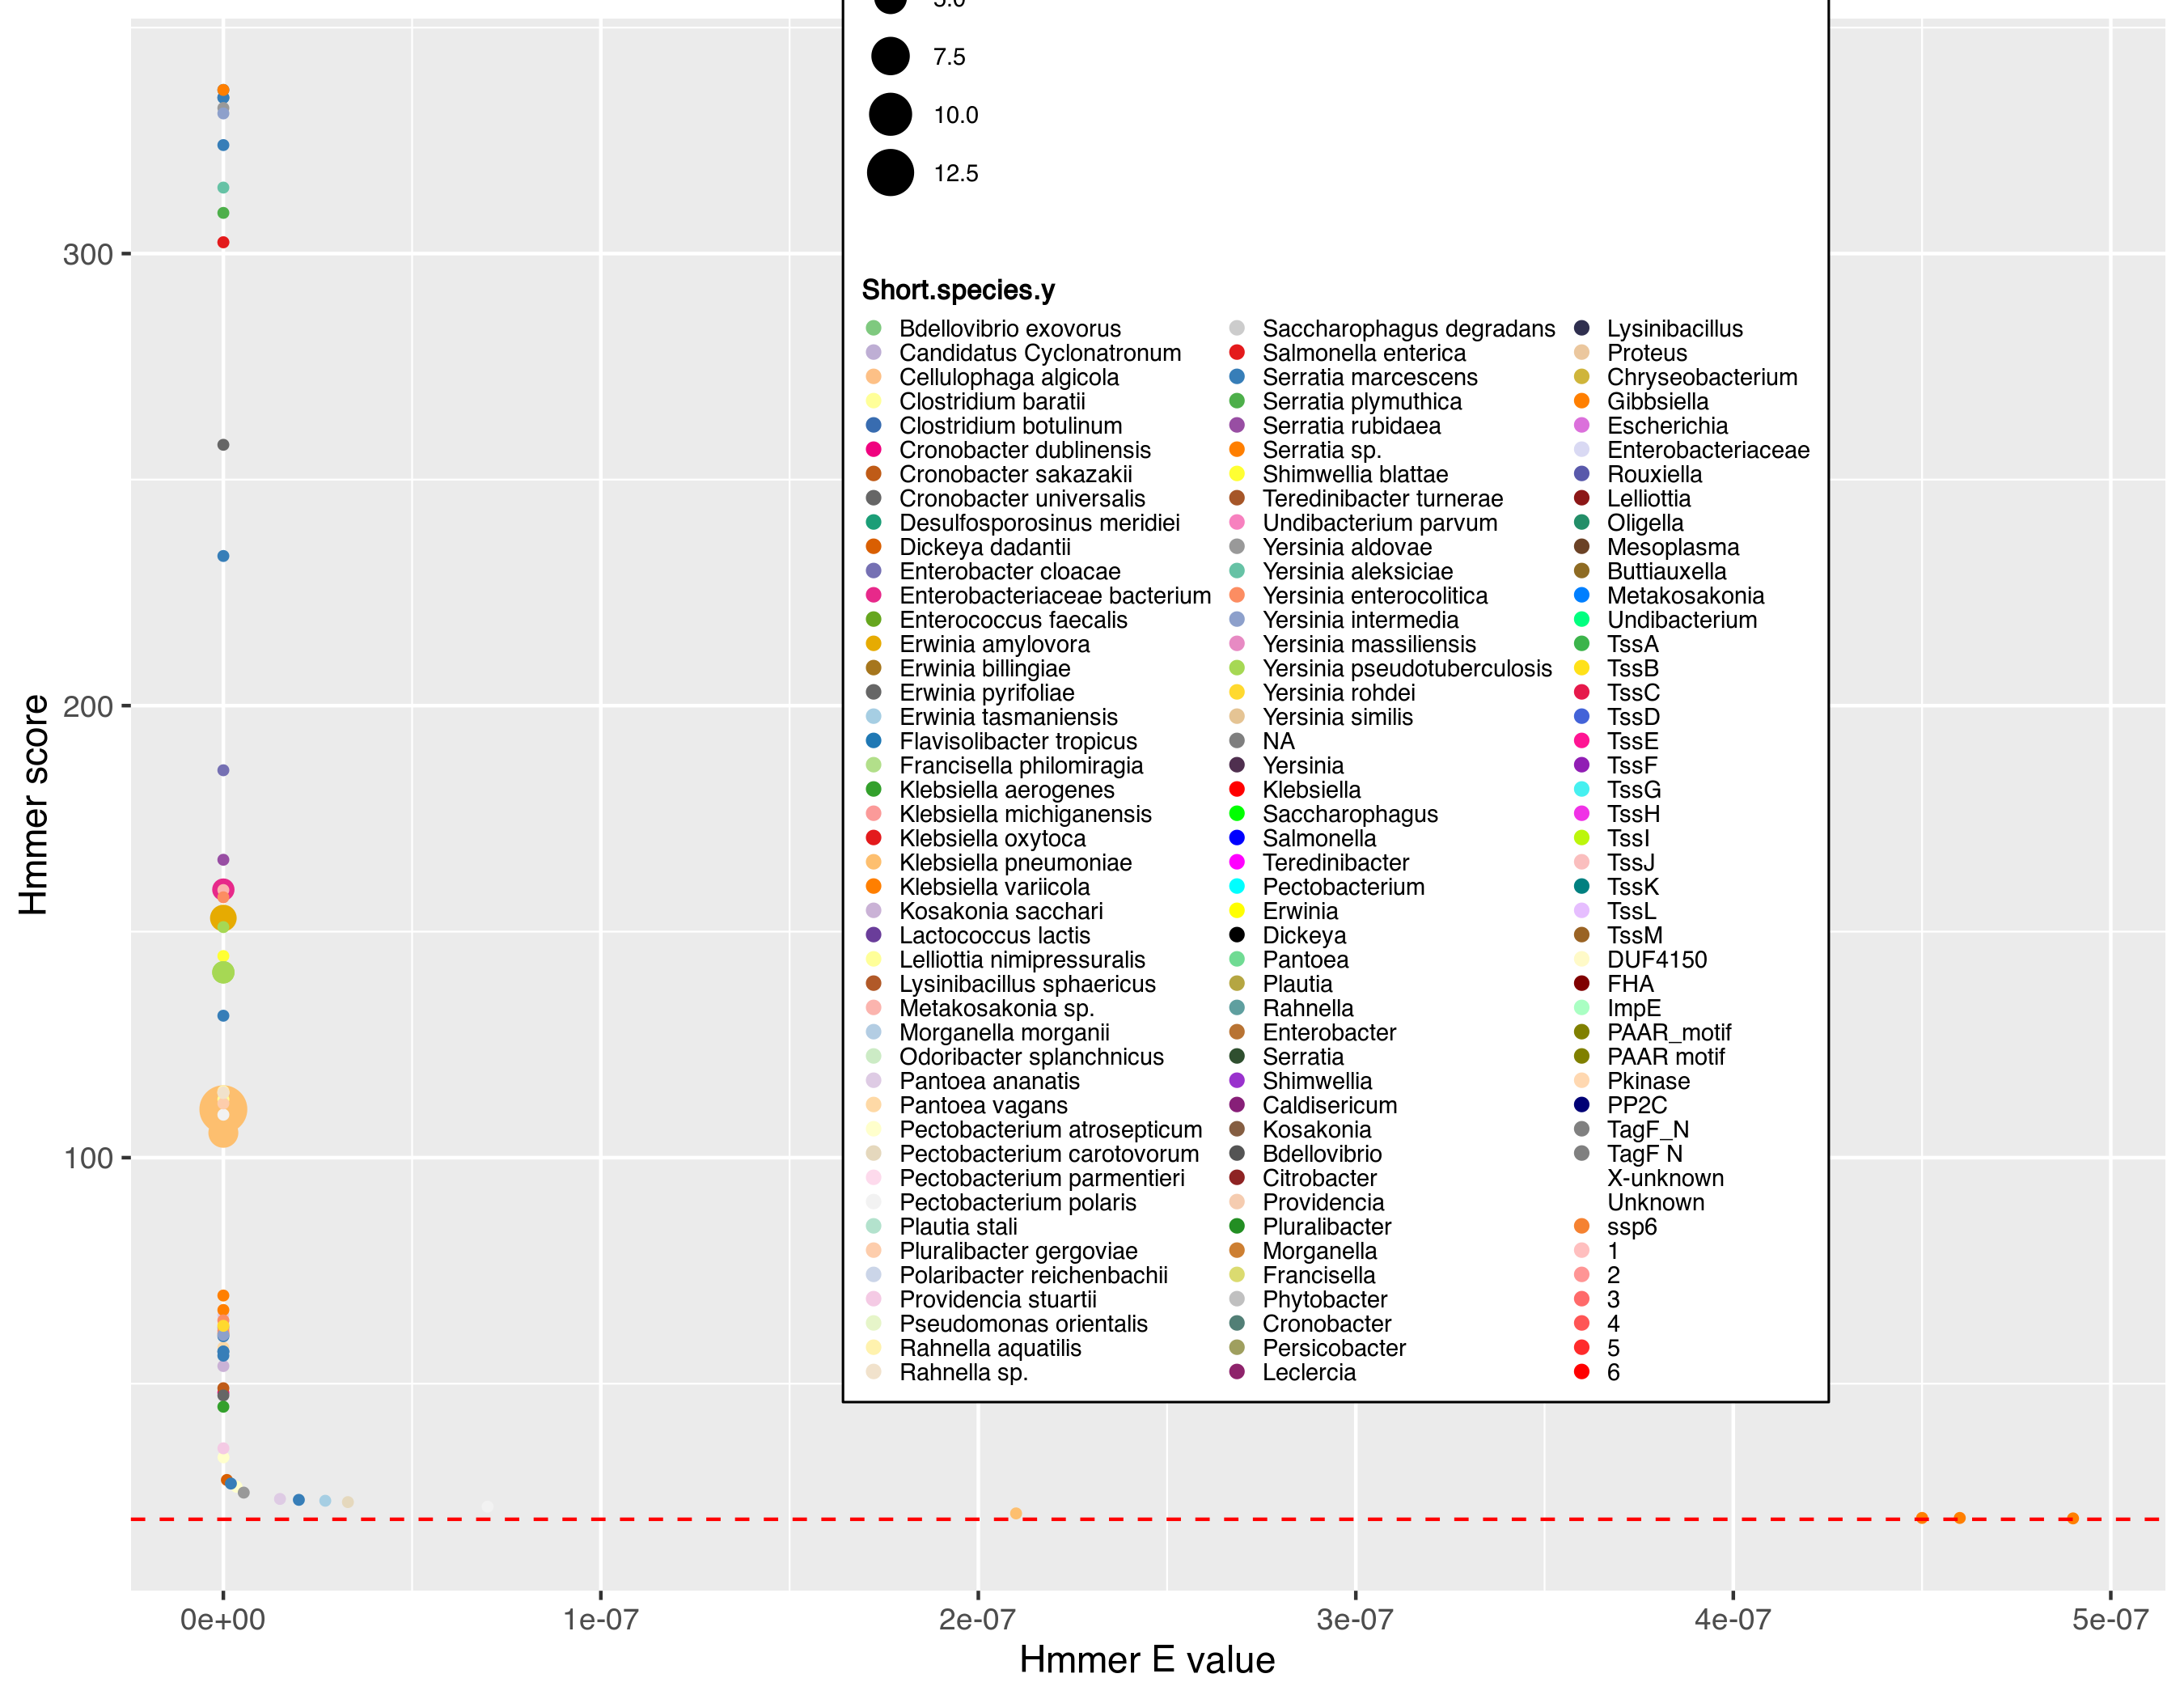 5.0
7.5
10.0
12.5
Short.species.y
Bdellovibrio exovorus
Candidatus Cyclonatronum
Cellulophaga algicola
Clostridium baratii
Clostridium botulinum
Cronobacter dublinensis
Cronobacter sakazakii
Cronobacter universalis
Desulfosporosinus meridiei
Dickeya dadantii
Enterobacter cloacae
Enterobacteriaceae bacterium
Enterococcus faecalis
Erwinia amylovora
Erwinia billingiae
Erwinia pyrifoliae
Erwinia tasmaniensis
Flavisolibacter tropicus
Francisella philomiragia
Klebsiella aerogenes
Klebsiella michiganensis
Klebsiella oxytoca
Klebsiella pneumoniae
Klebsiella variicola
Kosakonia sacchari
Lactococcus lactis
Lelliottia nimipressuralis
Lysinibacillus sphaericus
Metakosakonia sp.
Morganella morganii
Odoribacter splanchnicus
Pantoea ananatis
Pantoea vagans
Pectobacterium atrosepticum
Pectobacterium carotovorum
Pectobacterium parmentieri
Pectobacterium polaris
Plautia stali
Pluralibacter gergoviae
Polaribacter reichenbachii
Providencia stuartii
Pseudomonas orientalis
Rahnella aquatilis
Rahnella sp.
Saccharophagus degradans
Salmonella enterica
Serratia marcescens
Serratia plymuthica
Serratia rubidaea
Serratia sp.
Shimwellia blattae
Teredinibacter turnerae
Undibacterium parvum
Yersinia aldovae
Yersinia aleksiciae
Yersinia enterocolitica
Yersinia intermedia
Yersinia massiliensis
Yersinia pseudotuberculosis
Yersinia rohdei
Yersinia similis
NA
Yersinia
Klebsiella
Saccharophagus
Salmonella
Teredinibacter
Pectobacterium
Erwinia
Dickeya
Pantoea
Plautia
Rahnella
Enterobacter
Serratia
Shimwellia
Caldisericum
Kosakonia
Bdellovibrio
Citrobacter
Providencia
Pluralibacter
Morganella
Francisella
Phytobacter
Cronobacter
Persicobacter
Leclercia
Lysinibacillus
Proteus
Chryseobacterium
Gibbsiella
Escherichia
Enterobacteriaceae
Rouxiella
Lelliottia
Oligella
Mesoplasma
Buttiauxella
Metakosakonia
Undibacterium
TssA
TssB
TssC
TssD
TssE
TssF
TssG
TssH
TssI
TssJ
TssK
TssL
TssM
DUF4150
FHA
ImpE
PAAR_motif
PAAR motif
Pkinase
PP2C
TagF_N
TagF N
X-unknown
Unknown
ssp6
1
2
3
4
5
6
Hmmer score
300
200
100
0e+00
1e-07
2e-07
3e-07
4e-07
5e-07
Hmmer E value